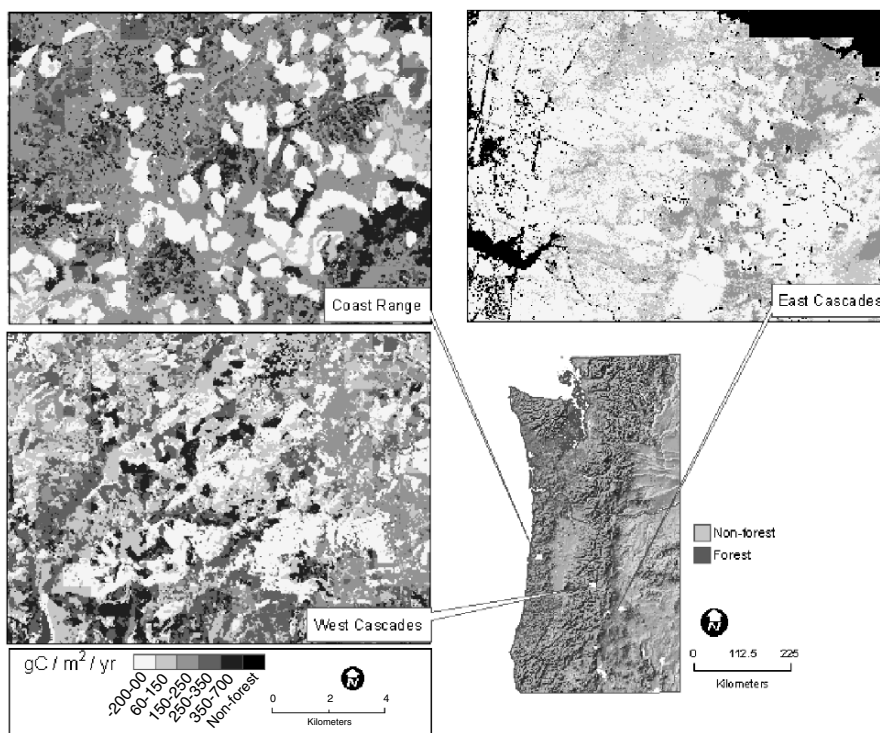 Coast Range
East Cascades
West Cascades
gC / m² / yr
-200-00
60-150
150-250
250-350
350-700
Non-forest
N
0 2 4
Kilometers
Non-forest
Forest
N
0 112.5 225
Kilometers